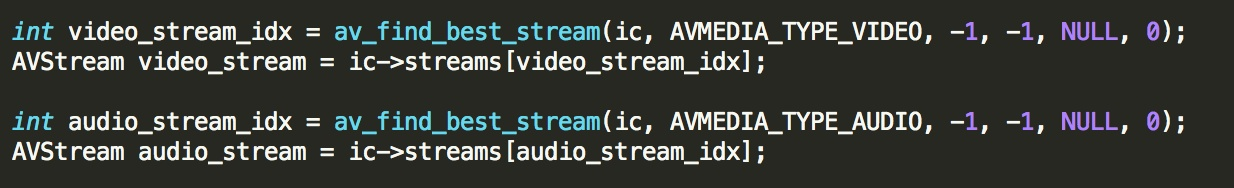 int video_stream_idx = av_find_best_stream(ic, AVMEDIA_TYPE_VIDEO, -1, -1, NULL, 0);
AVStream video_stream = ic->streams[video_stream_idx];
int audio_stream_idx = av_find_best_stream(ic, AVMEDIA_TYPE_AUDIO, -1, -1, NULL, 0);
AVStream audio_stream = ic->streams[audio_stream_idx];